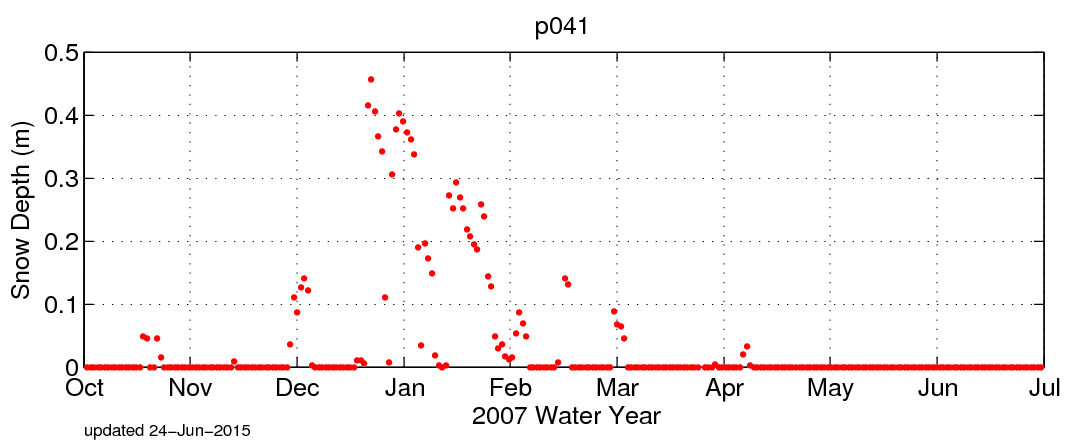 p041
0.5
0.4
0.3
0.2
0.1
0
Snow Depth (m)
Oct Nov Dec Jan Feb Mar Apr May Jun Jul
2007 Water Year
updated 24−Jun−2015